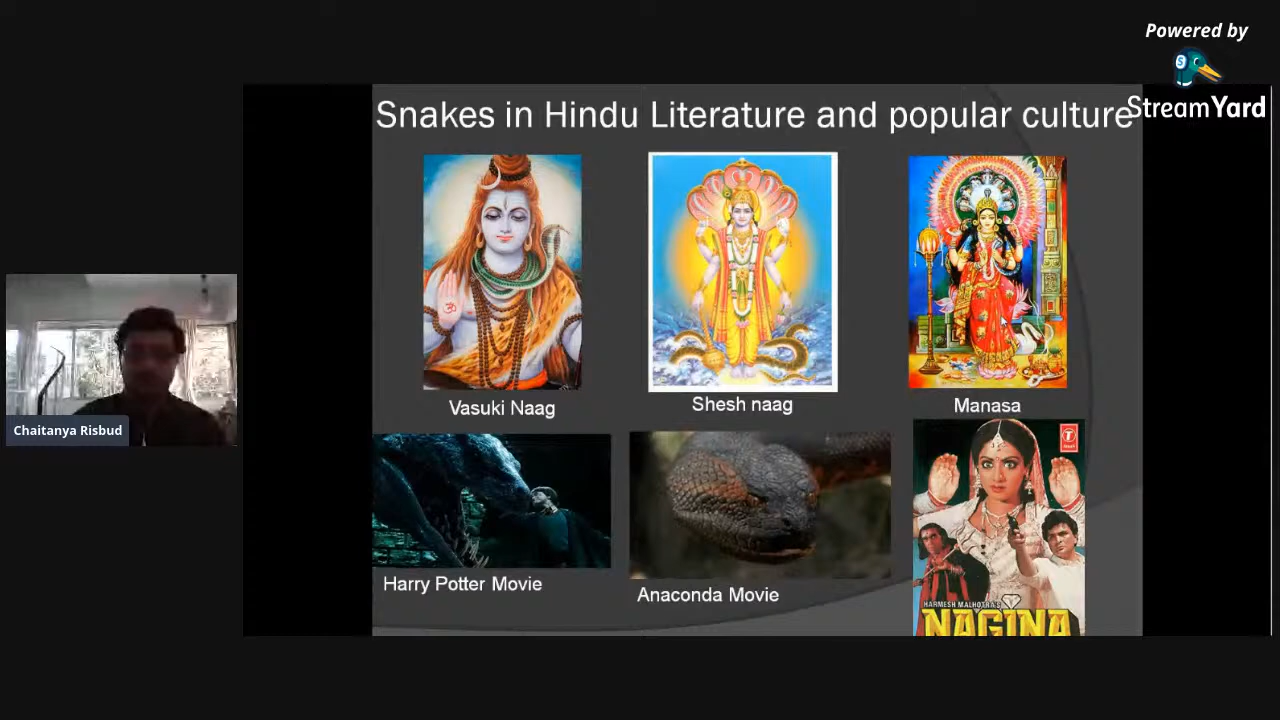 Powered by
StreamYard
Snakes in Hindu Literature and popular culture
Vasuki Naag
Shesh naag
Manasa
Chaitanya Risbud
Harry Potter Movie
Anaconda Movie
T
HARMESH MALHOTRA'S
NAGINA